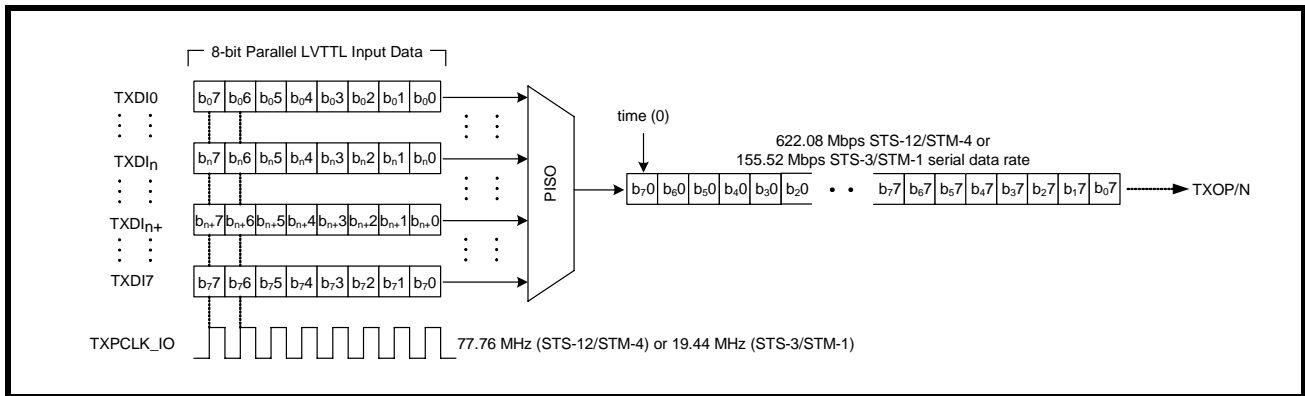 8-bit Parallel LVTTL Input Data
TXDI0 b₀7 b₀6 b₀5 b₀4 b₀3 b₀2 b₀1 b₀0
TXDIₙ bₙ7 bₙ6 bₙ5 bₙ4 bₙ3 bₙ2 bₙ1 bₙ0
TXDIₙ₊ bₙ₊7 bₙ₊6 bₙ₊5 bₙ₊4 bₙ₊3 bₙ₊2 bₙ₊1 bₙ₊0
TXDI7 b₇7 b₇6 b₇5 b₇4 b₇3 b₇2 b₇1 b₇0
TXPCLK_IO
77.76 MHz (STS-12/STM-4) or 19.44 MHz (STS-3/STM-1)
PISO
time (0)
622.08 Mbps STS-12/STM-4 or
155.52 Mbps STS-3/STM-1 serial data rate
b₇0 b₆0 b₅0 b₄0 b₃0 b₂0 b₇7 b₆7 b₅7 b₄7 b₃7 b₂7 b₁7 b₀7 TXOP/N